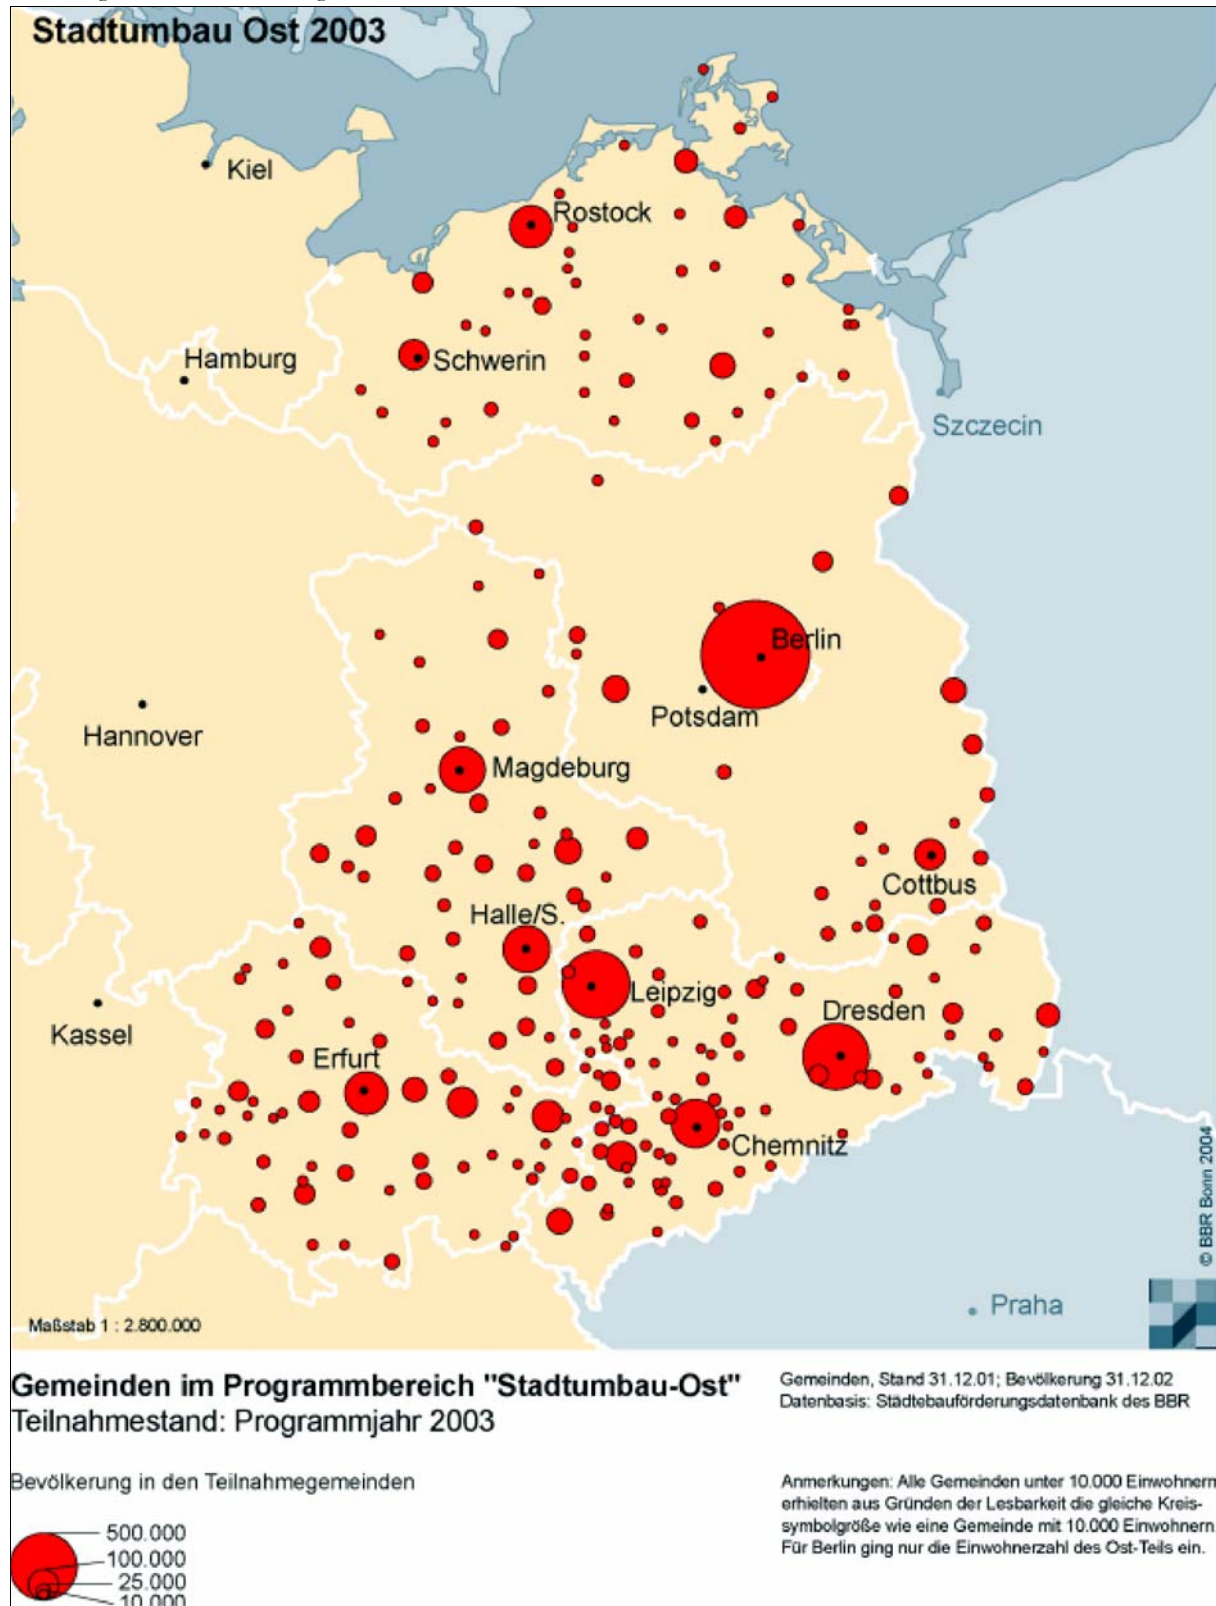 Stadtumbau Ost 2003
Kiel
Rostock
Hamburg
Schwerin
Szczecin
Berlin
Hannover
Potsdam
Magdeburg
Cottbus
Halle/S.
Leipzig
Kassel
Dresden
Erfurt
Chemnitz
© BBR Bonn 2004
Praha
Maßstab 1 : 2.800.000
Gemeinden im Programmbereich "Stadtumbau-Ost"
Teilnahmestand: Programmjahr 2003
Gemeinden, Stand 31.12.01; Bevölkerung 31.12.02
Datenbasis: Städtebauförderungsdatenbank des BBR
Bevölkerung in den Teilnahmegemeinden
500.000
100.000
25.000
10.000
Anmerkungen: Alle Gemeinden unter 10.000 Einwohnern
erhielten aus Gründen der Lesbarkeit die gleiche Kreis-
symbolgröße wie eine Gemeinde mit 10.000 Einwohnern.
Für Berlin ging nur die Einwohnerzahl des Ost-Teils ein.